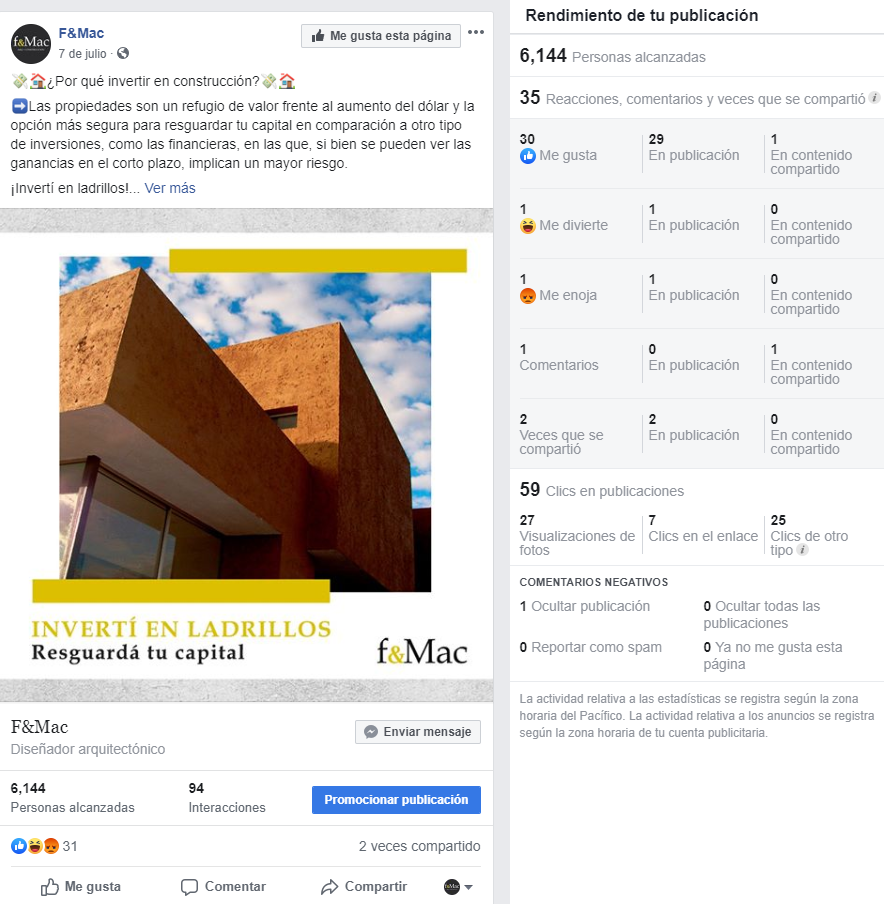 f&Mac
F&Mac
7 de julio ·
Me gusta esta página
💸🏠¿Por qué invertir en construcción?💸🏠
➡Las propiedades son un refugio de valor frente al aumento del dólar y la
opción más segura para resguardar tu capital en comparación a otro tipo
de inversiones, como las financieras, en las que, si bien se pueden ver las
ganancias en el corto plazo, implican un mayor riesgo.
¡Invertí en ladrillos!... Ver más
INVERTÍ EN LADRILLOS
Resguardá tu capital
f&Mac
F&Mac
Diseñador arquitectónico
Enviar mensaje
6,144
Personas alcanzadas
94
Interacciones
Promocionar publicación
31
2 veces compartido
Me gusta
Comentar
Compartir
f&Mac
Rendimiento de tu publicación
6,144 Personas alcanzadas
35 Reacciones, comentarios y veces que se compartió
30
Me gusta
29
En publicación
1
En contenido
compartido
1
Me divierte
1
En publicación
0
En contenido
compartido
1
Me enoja
1
En publicación
0
En contenido
compartido
1
Comentarios
0
En publicación
1
En contenido
compartido
2
Veces que se
compartió
2
En publicación
0
En contenido
compartido
59 Clics en publicaciones
27
Visualizaciones de
fotos
7
Clics en el enlace
25
Clics de otro
tipo
COMENTARIOS NEGATIVOS
1 Ocultar publicación
0 Ocultar todas las
publicaciones
0 Reportar como spam
0 Ya no me gusta esta
página
La actividad relativa a las estadísticas se registra según la zona
horaria del Pacífico. La actividad relativa a los anuncios se registra
según la zona horaria de tu cuenta publicitaria.